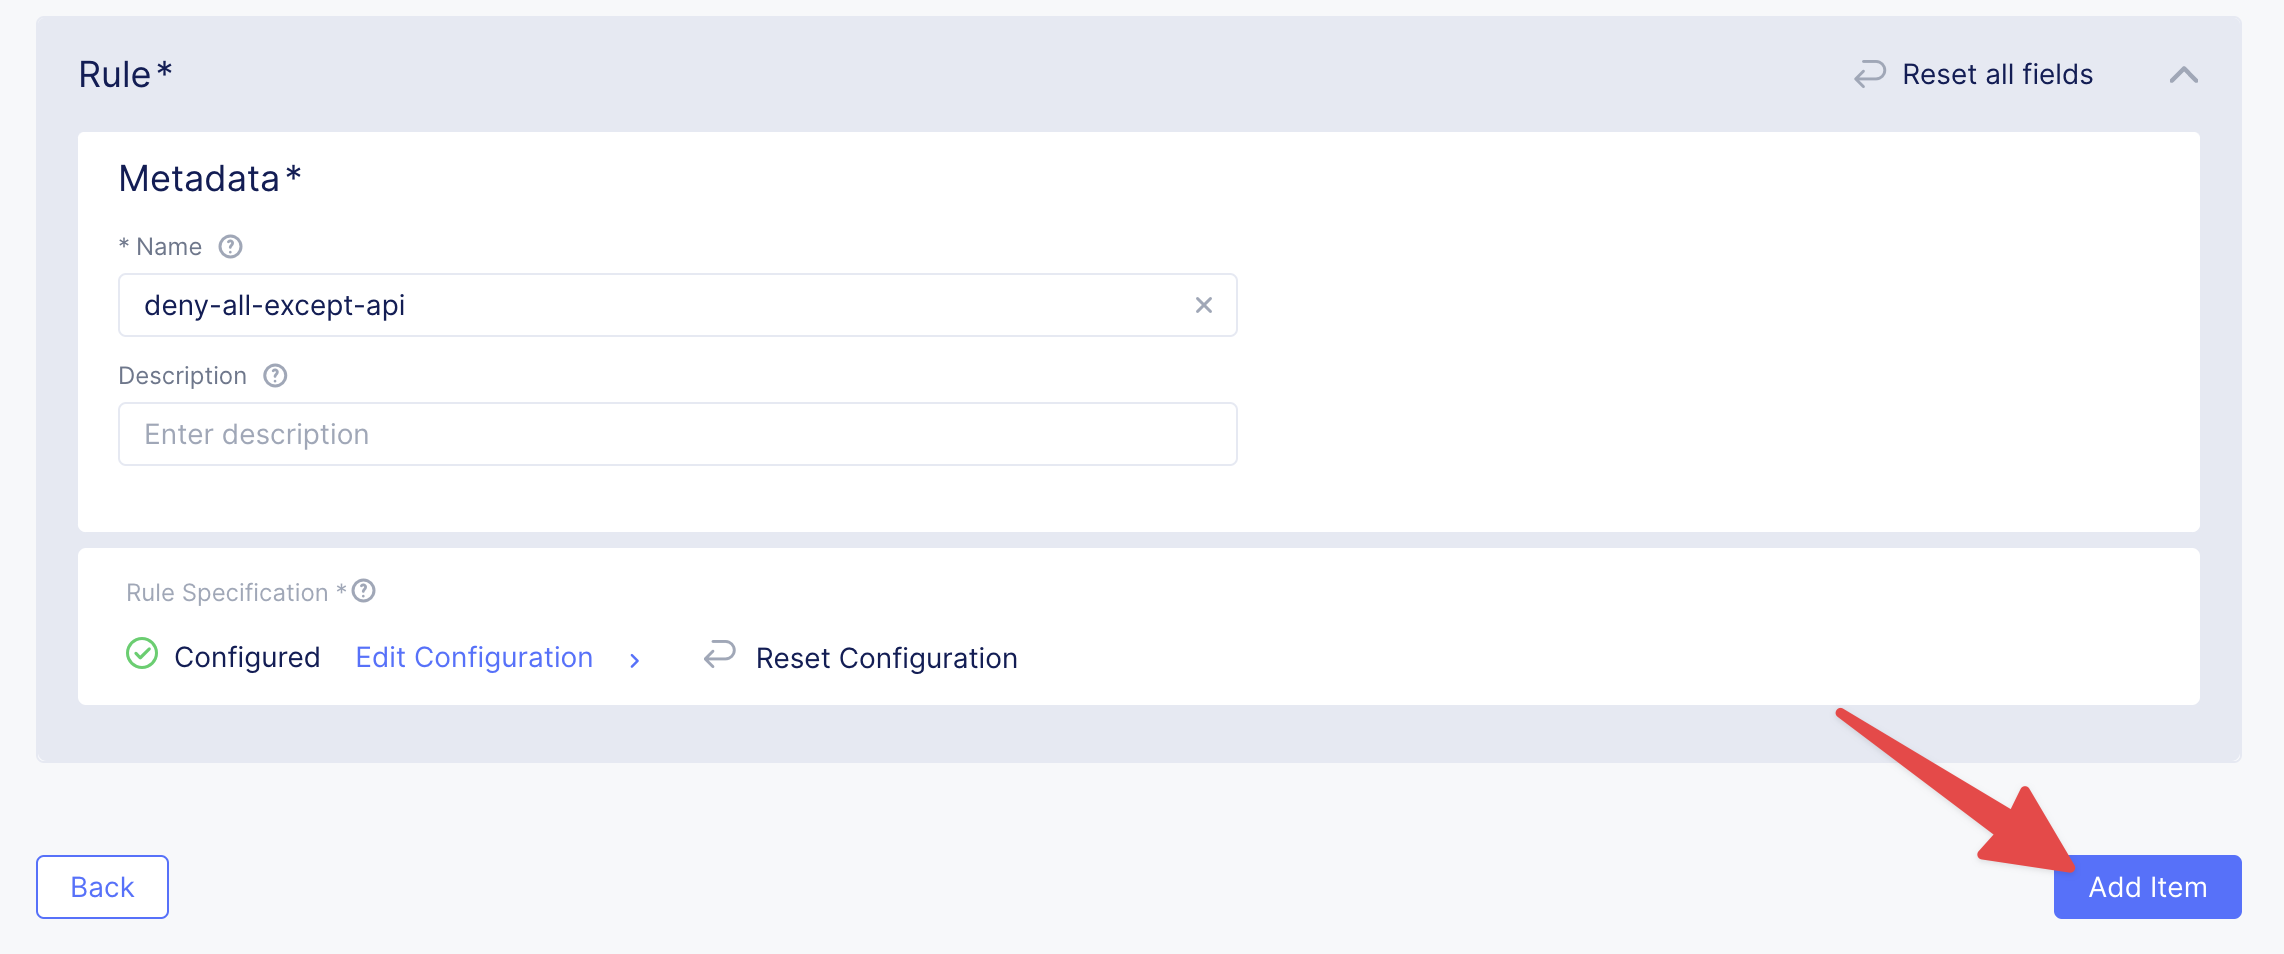 Rule*
Reset all fields
Metadata*
* Name
deny-all-except-api
Description
Enter description
Rule Specification *
Configured Edit Configuration Reset Configuration
Back
Add Item